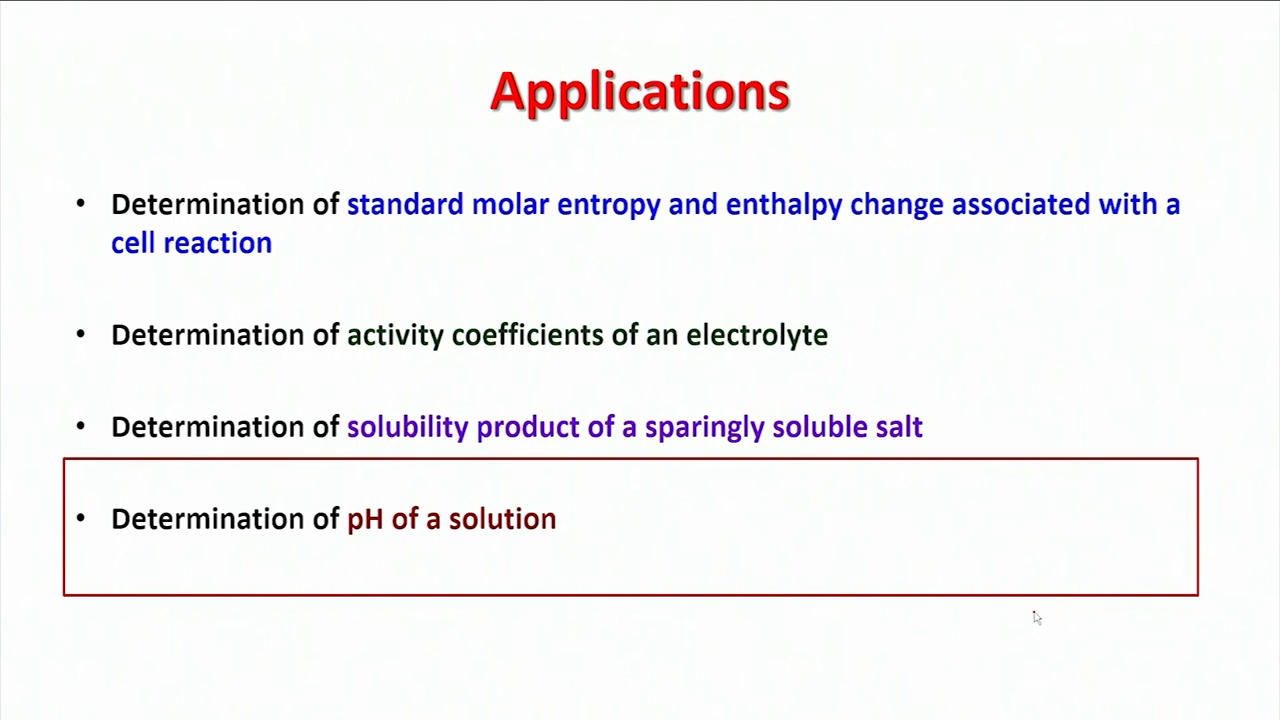 Applications
• Determination of standard molar entropy and enthalpy change associated with a
cell reaction
• Determination of activity coefficients of an electrolyte
• Determination of solubility product of a sparingly soluble salt
• Determination of pH of a solution